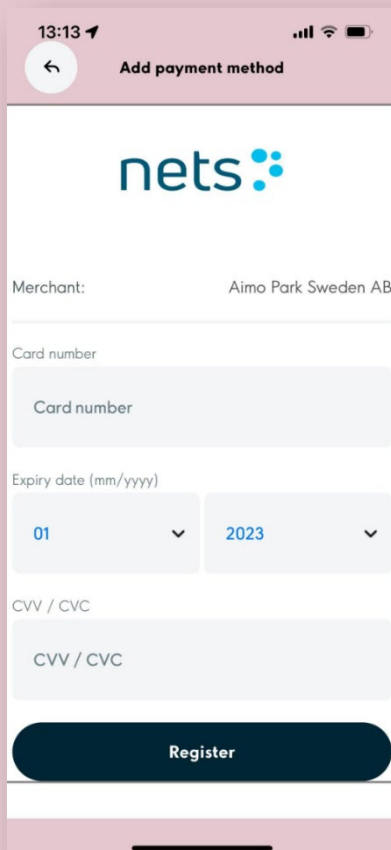 13:13
Add payment method
nets
Merchant: Aimo Park Sweden AB
Card number
Card number
Expiry date (mm/yyyy)
01 2023
CVV / CVC
CVV / CVC
Register